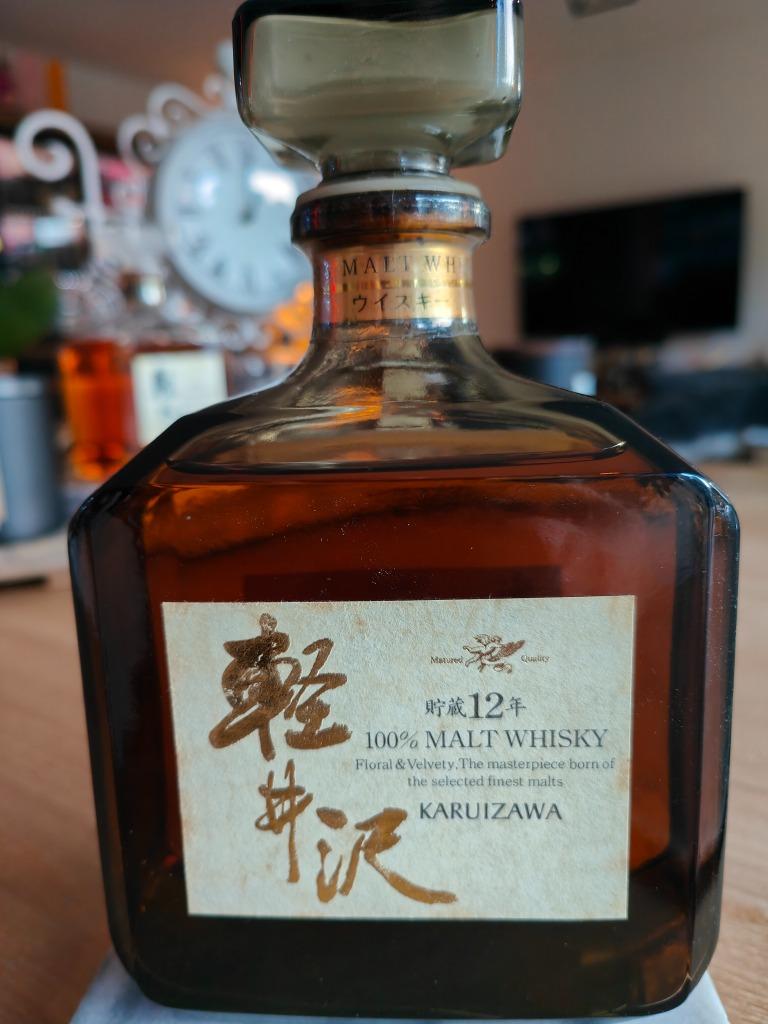 MALT WH
ウイスキー
軽井沢
Matured Quality
貯蔵12年
100% MALT WHISKY
Floral & Velvety, The masterpiece born of
the selected finest malts
KARUIZAWA